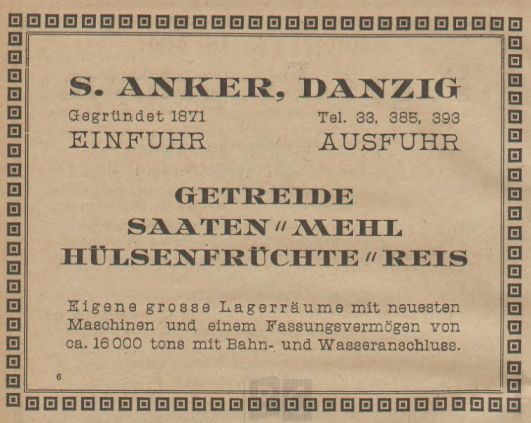 S. ANKER, DANZIG
Gegründet 1871 Tel. 33, 385, 393
EINFUHR AUSFUHR
GETREIDE
SAATEN " MEHL
HÜLSENFRÜCHTE " REIS
Eigene grosse Lagerräume mit neuesten
Maschinen und einem Fassungsvermögen von
ca. 16000 tons mit Bahn- und Wasseranschluss.
6